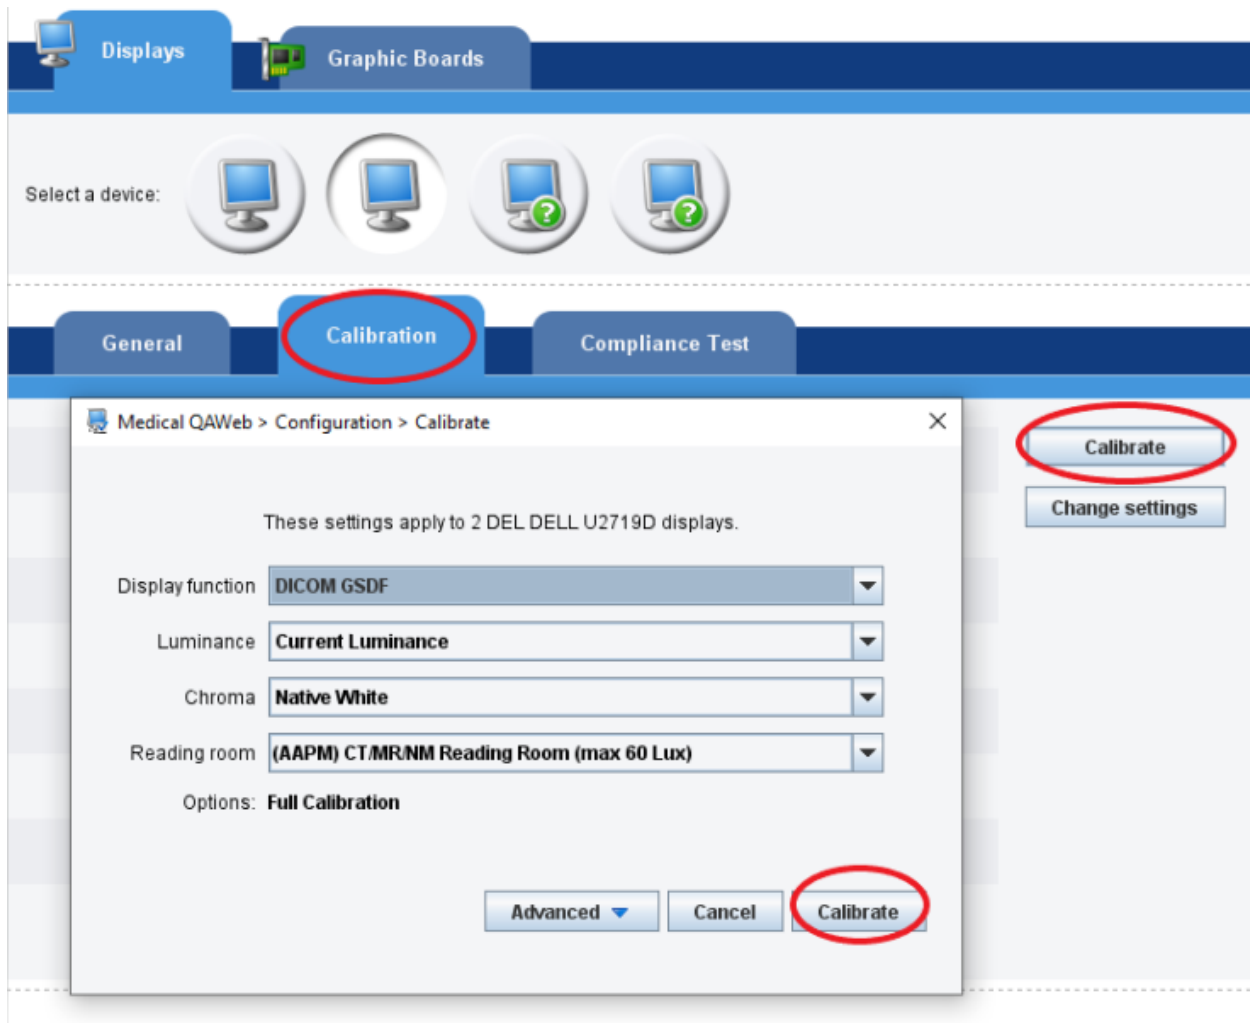 Displays
Graphic Boards
Select a device:
?
?
General
Calibration
Compliance Test
Medical QAWeb > Configuration > Calibrate
Calibrate
Change settings
These settings apply to 2 DEL DELL U2719D displays.
Display function DICOM GSDF
Luminance Current Luminance
Chroma Native White
Reading room (AAPM) CT/MR/NM Reading Room (max 60 Lux)
Options: Full Calibration
Advanced Cancel Calibrate